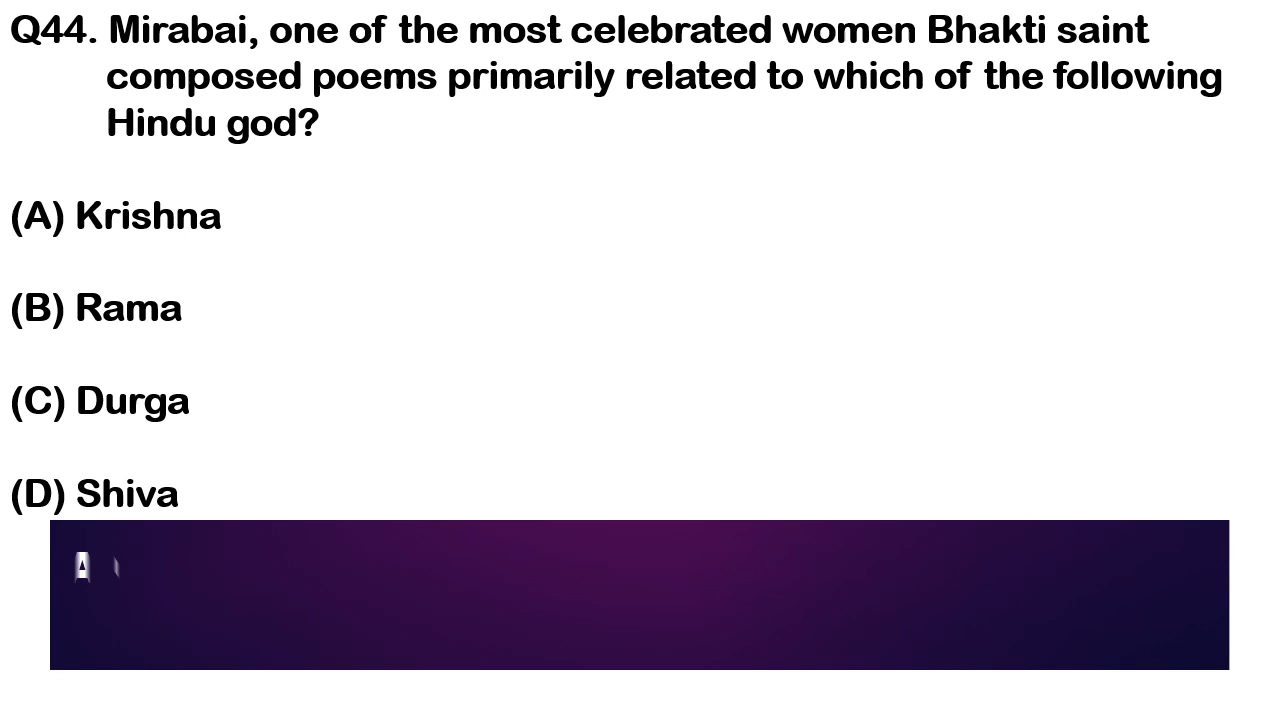 Q44. Mirabai, one of the most celebrated women Bhakti saint
composed poems primarily related to which of the following
Hindu god?
(A) Krishna
(B) Rama
(C) Durga
(D) Shiva
A